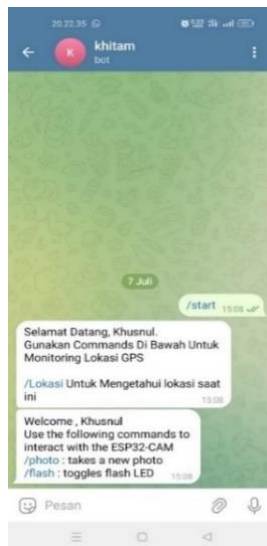 20.22.35
K
khitam
bot
7 Juli
/start 15:08
Selamat Datang, Khusnul.
Gunakan Commands Di Bawah Untuk
Monitoring Lokasi GPS
/Lokasi Untuk Mengetahui lokasi saat
ini
15:08
Welcome , Khusnul
Use the following commands to
interact with the ESP32-CAM
/photo : takes a new photo
/flash : toggles flash LED
15:08
Pesan